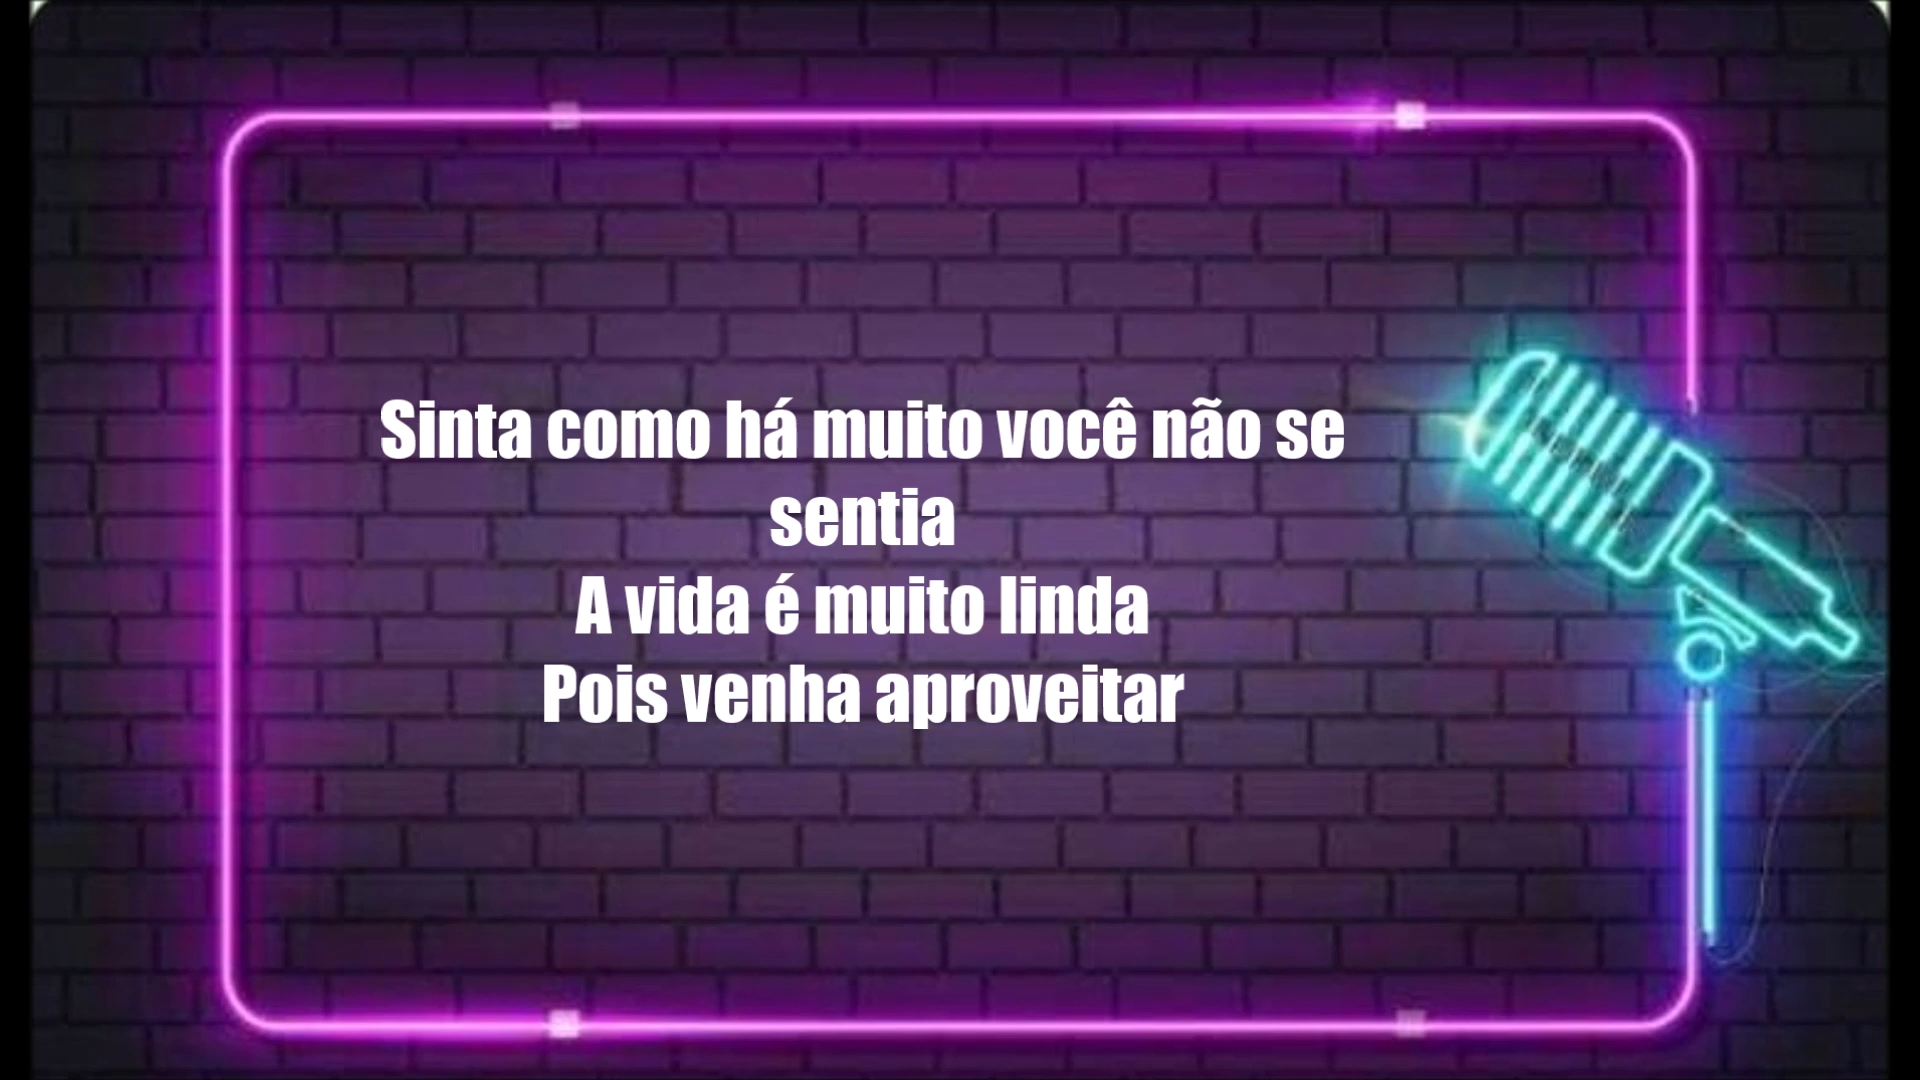 Sinta como há muito você não se
sentia
A vida é muito linda
Pois venha aproveitar